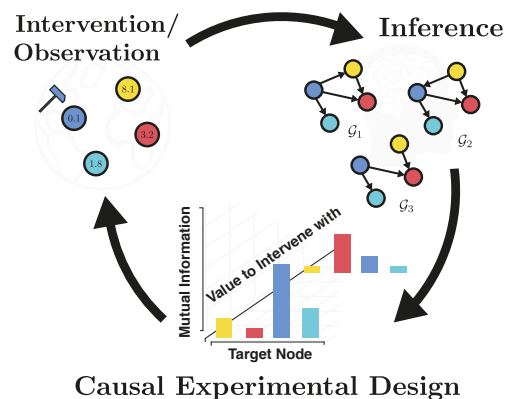 Intervention/
Observation
Inference
8.1
0.1
3.2
1.8
G1
G2
G3
Mutual Information
Value to Intervene with
Target Node
Causal Experimental Design